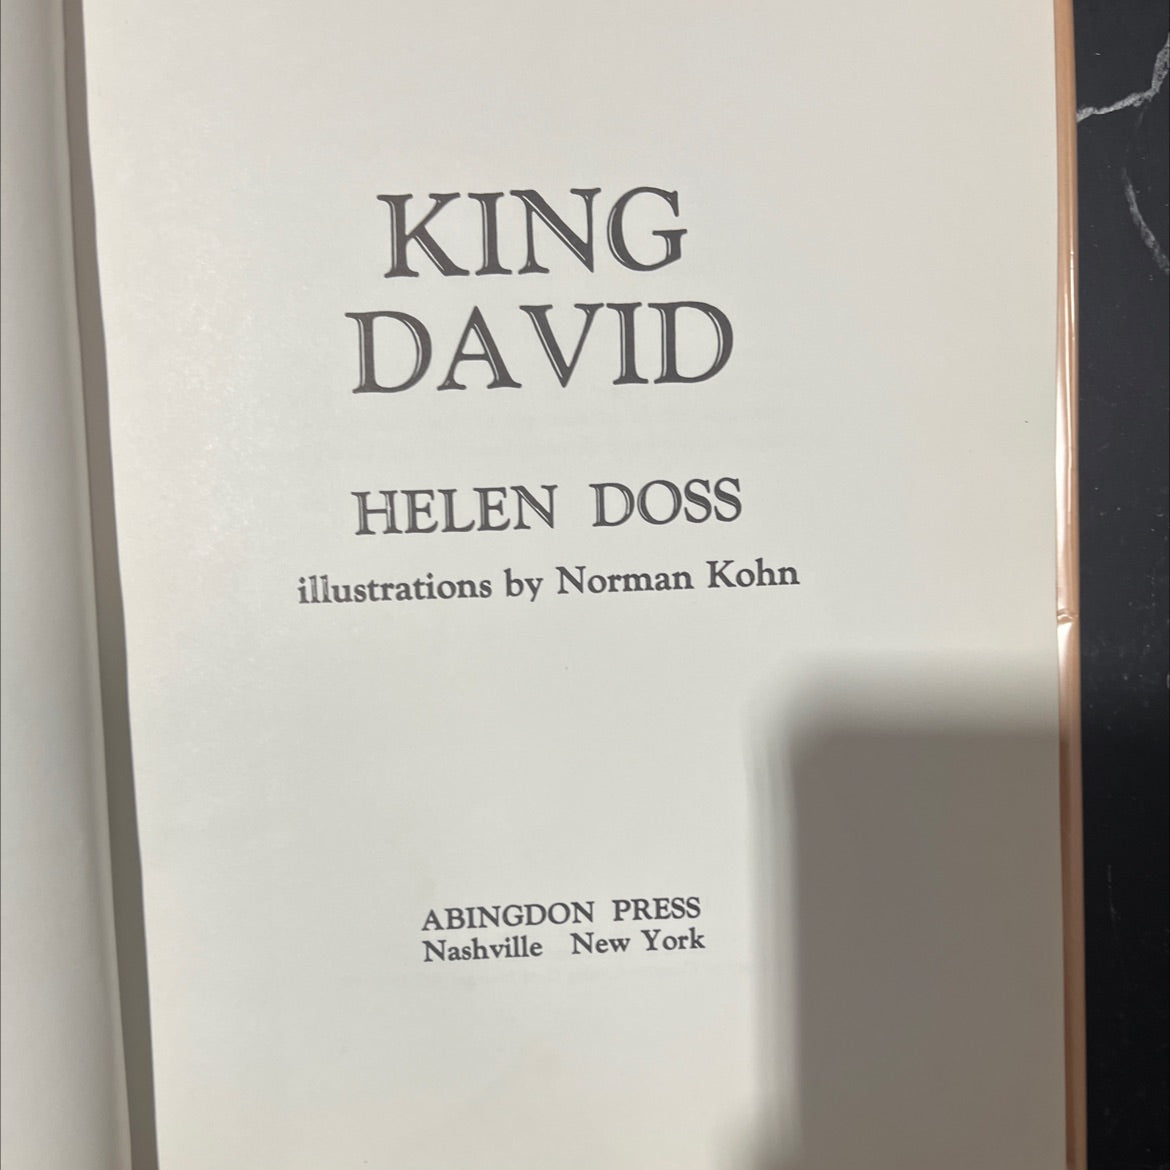 KING
DAVID
HELEN DOSS
illustrations by Norman Kohn
ABINGDON PRESS
Nashville New York